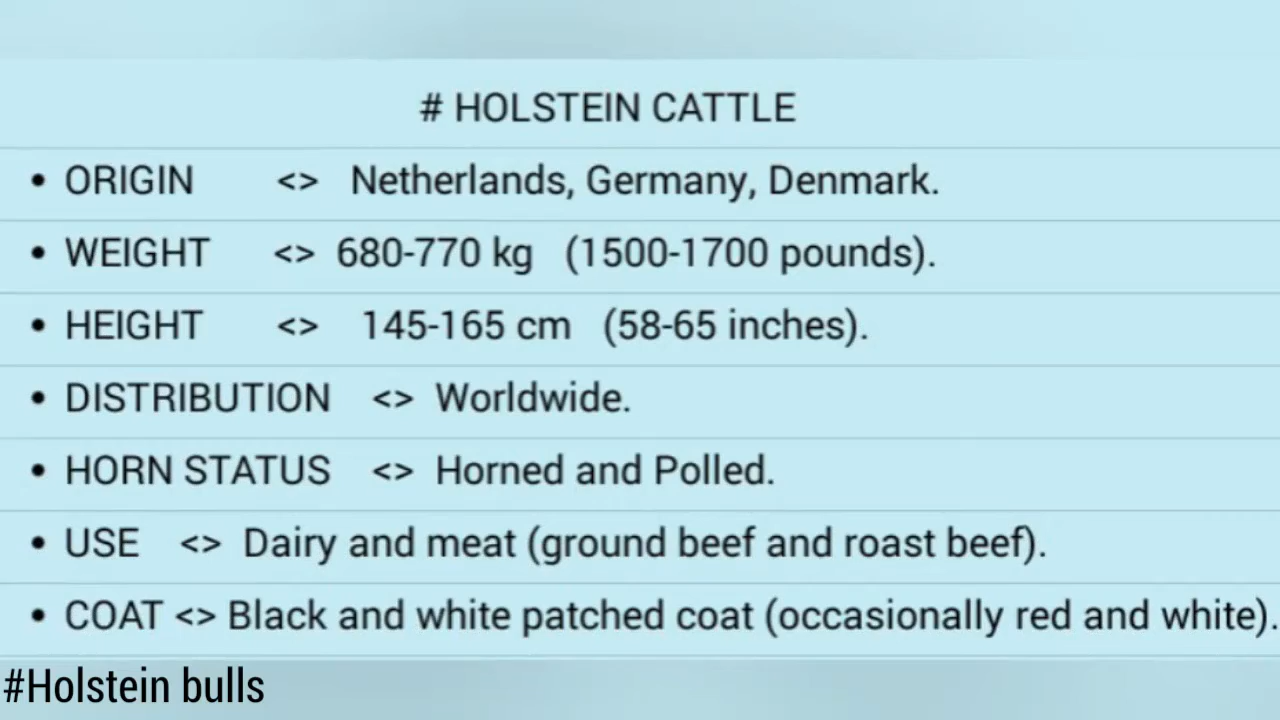 # HOLSTEIN CATTLE
• ORIGIN <> Netherlands, Germany, Denmark.
• WEIGHT <> 680-770 kg (1500-1700 pounds).
• HEIGHT <> 145-165 cm (58-65 inches).
• DISTRIBUTION <> Worldwide.
• HORN STATUS <> Horned and Polled.
• USE <> Dairy and meat (ground beef and roast beef).
• COAT <> Black and white patched coat (occasionally red and white).
#Holstein bulls